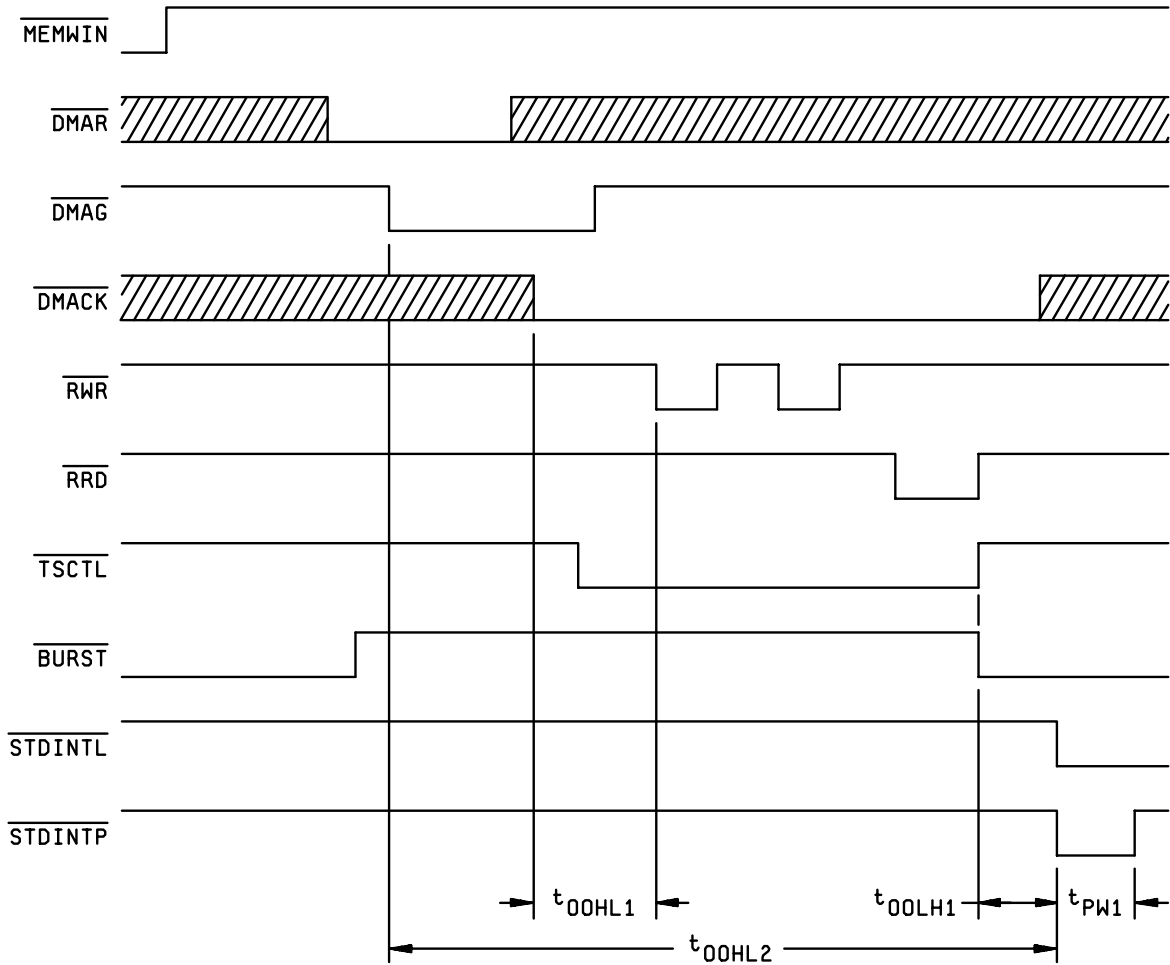 MEMWIN
DMAR
DMAG
DMACK
RWR
RRD
TSCTL
BURST
STDINTL
STDINTP
tOOHL1
tOOLH1
tPW1
tOOHL2